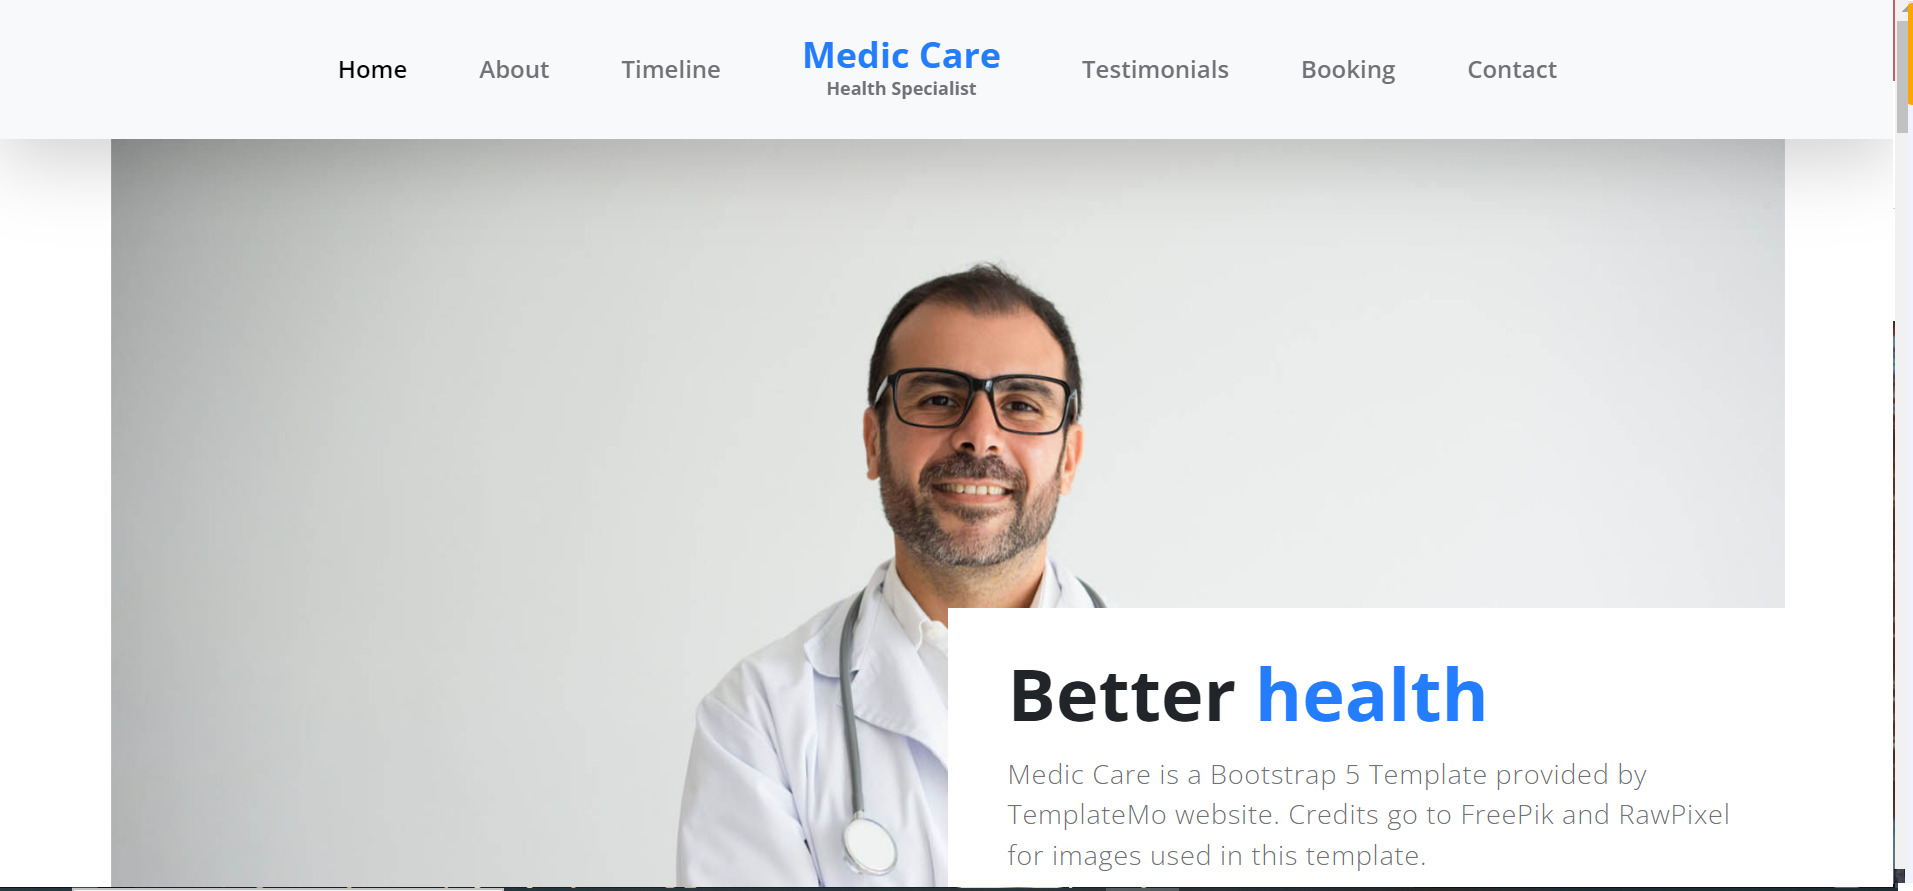 Home
About
Timeline
Medic Care
Health Specialist
Testimonials
Booking
Contact
Better health
Medic Care is a Bootstrap 5 Template provided by
TemplateMo website. Credits go to FreePik and RawPixel
for images used in this template.